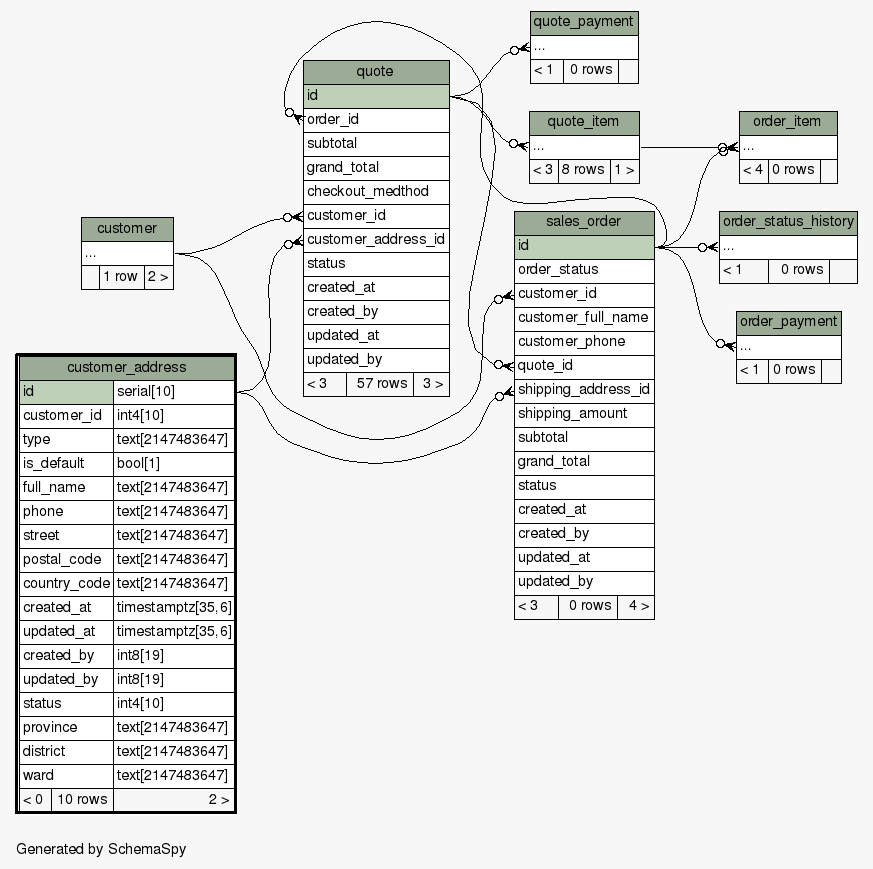 quote_payment
...
< 1 0 rows
quote
id
order_id
subtotal
grand_total
checkout_medthod
customer_id
customer_address_id
status
created_at
created_by
updated_at
updated_by
< 3 57 rows 3 >
quote_item
...
< 3 8 rows 1 >
order_item
...
< 4 0 rows
customer
...
1 row 2 >
sales_order
id
order_status
customer_id
customer_full_name
customer_phone
quote_id
shipping_address_id
shipping_amount
subtotal
grand_total
status
created_at
created_by
updated_at
updated_by
< 3 0 rows 4 >
order_status_history
...
< 1 0 rows
order_payment
...
< 1 0 rows
customer_address
id serial[10]
customer_id int4[10]
type text[2147483647]
is_default bool[1]
full_name text[2147483647]
phone text[2147483647]
street text[2147483647]
postal_code text[2147483647]
country_code text[2147483647]
created_at timestamptz[35,6]
updated_at timestamptz[35,6]
created_by int8[19]
updated_by int8[19]
status int4[10]
province text[2147483647]
district text[2147483647]
ward text[2147483647]
< 0 10 rows 2 >
Generated by SchemaSpy